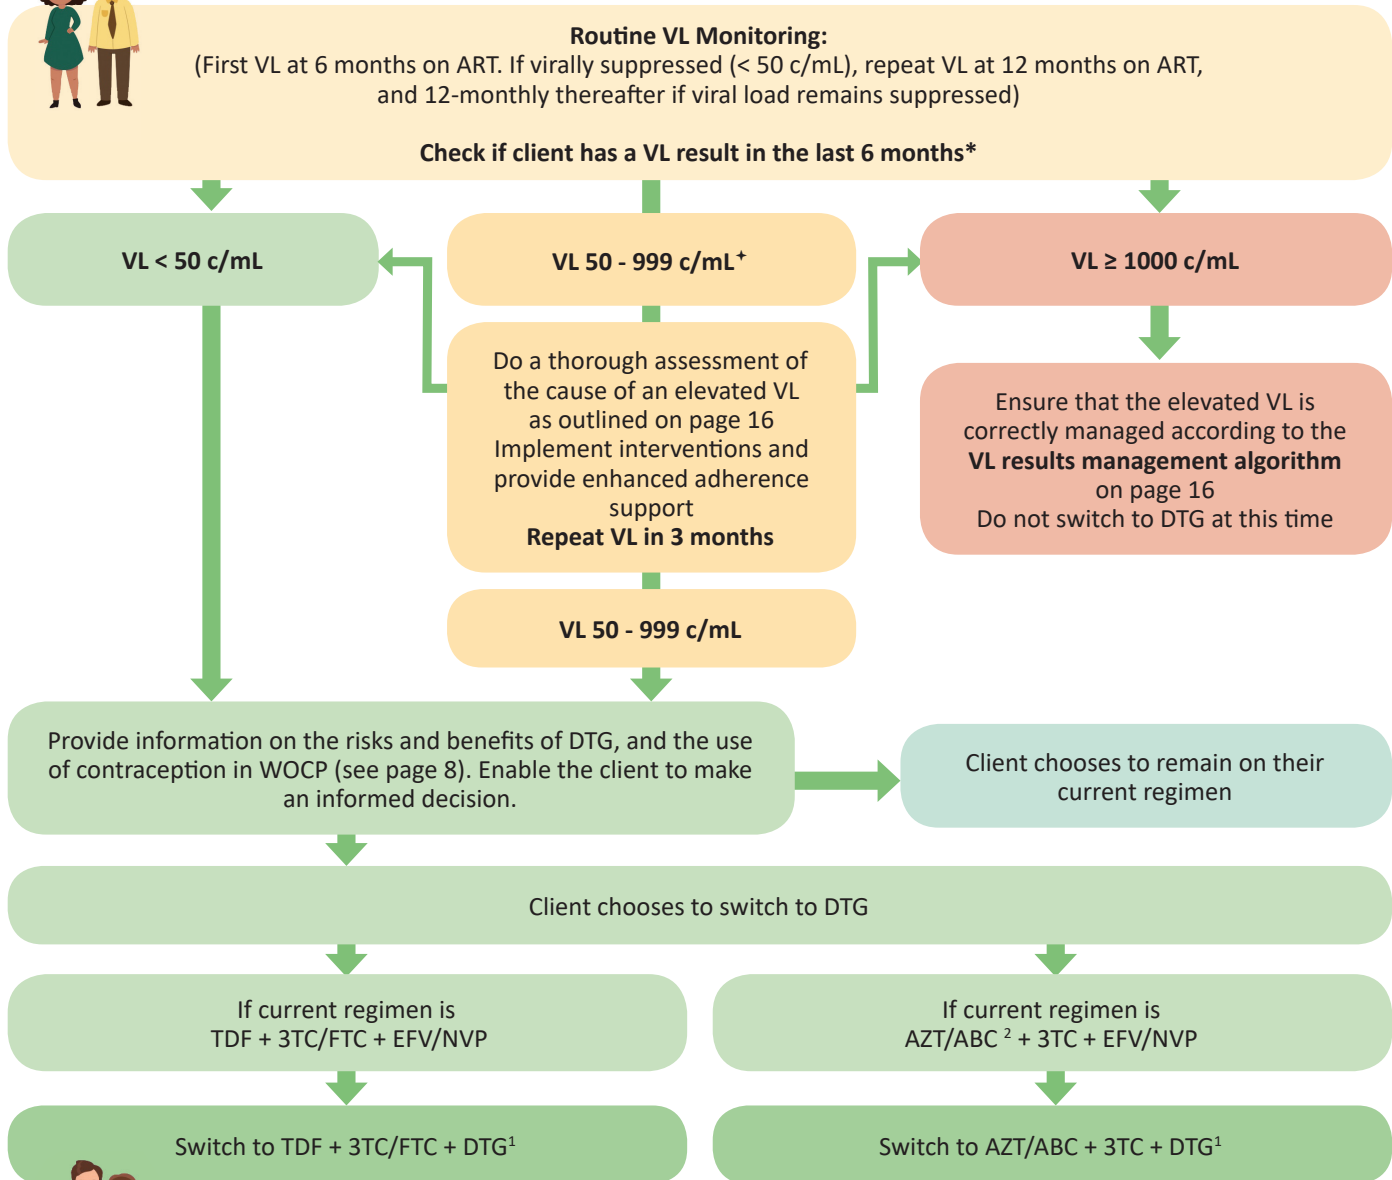 Routine VL Monitoring:
(First VL at 6 months on ART. If virally suppressed (< 50 c/mL), repeat VL at 12 months on ART,
and 12-monthly thereafter if viral load remains suppressed)
Check if client has a VL result in the last 6 months*
VL < 50 c/mL
VL 50 - 999 c/mL✦
VL ≥ 1000 c/mL
Do a thorough assessment of
the cause of an elevated VL
as outlined on page 16
Implement interventions and
provide enhanced adherence
support
Repeat VL in 3 months
Ensure that the elevated VL is
correctly managed according to the
VL results management algorithm
on page 16
Do not switch to DTG at this time
VL 50 - 999 c/mL
Provide information on the risks and benefits of DTG, and the use
of contraception in WOCP (see page 8). Enable the client to make
an informed decision.
Client chooses to remain on their
current regimen
Client chooses to switch to DTG
If current regimen is
TDF + 3TC/FTC + EFV/NVP
If current regimen is
AZT/ABC ² + 3TC + EFV/NVP
Switch to TDF + 3TC/FTC + DTG¹
Switch to AZT/ABC + 3TC + DTG¹